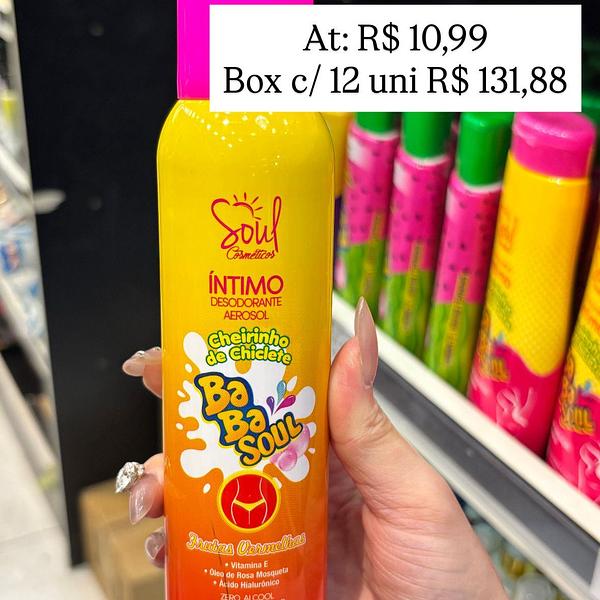 At: R$ 10,99
Box c/ 12 uni R$ 131,88
Soul
Cosméticos
ÍNTIMO
DESODORANTE
AEROSOL
Cheirinho
de Chiclete
Ba
Ba
SOUL
Frutas Vermelhas
• Vitamina E
• Óleo de Rosa Mosqueta
• Ácido Hialurônico
ZERO ALCOOL